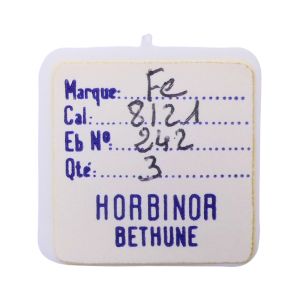 Marque: Fe
Cal: 8121
Eb Nº: 242
Qté: 3
HORBINOR
BETHUNE